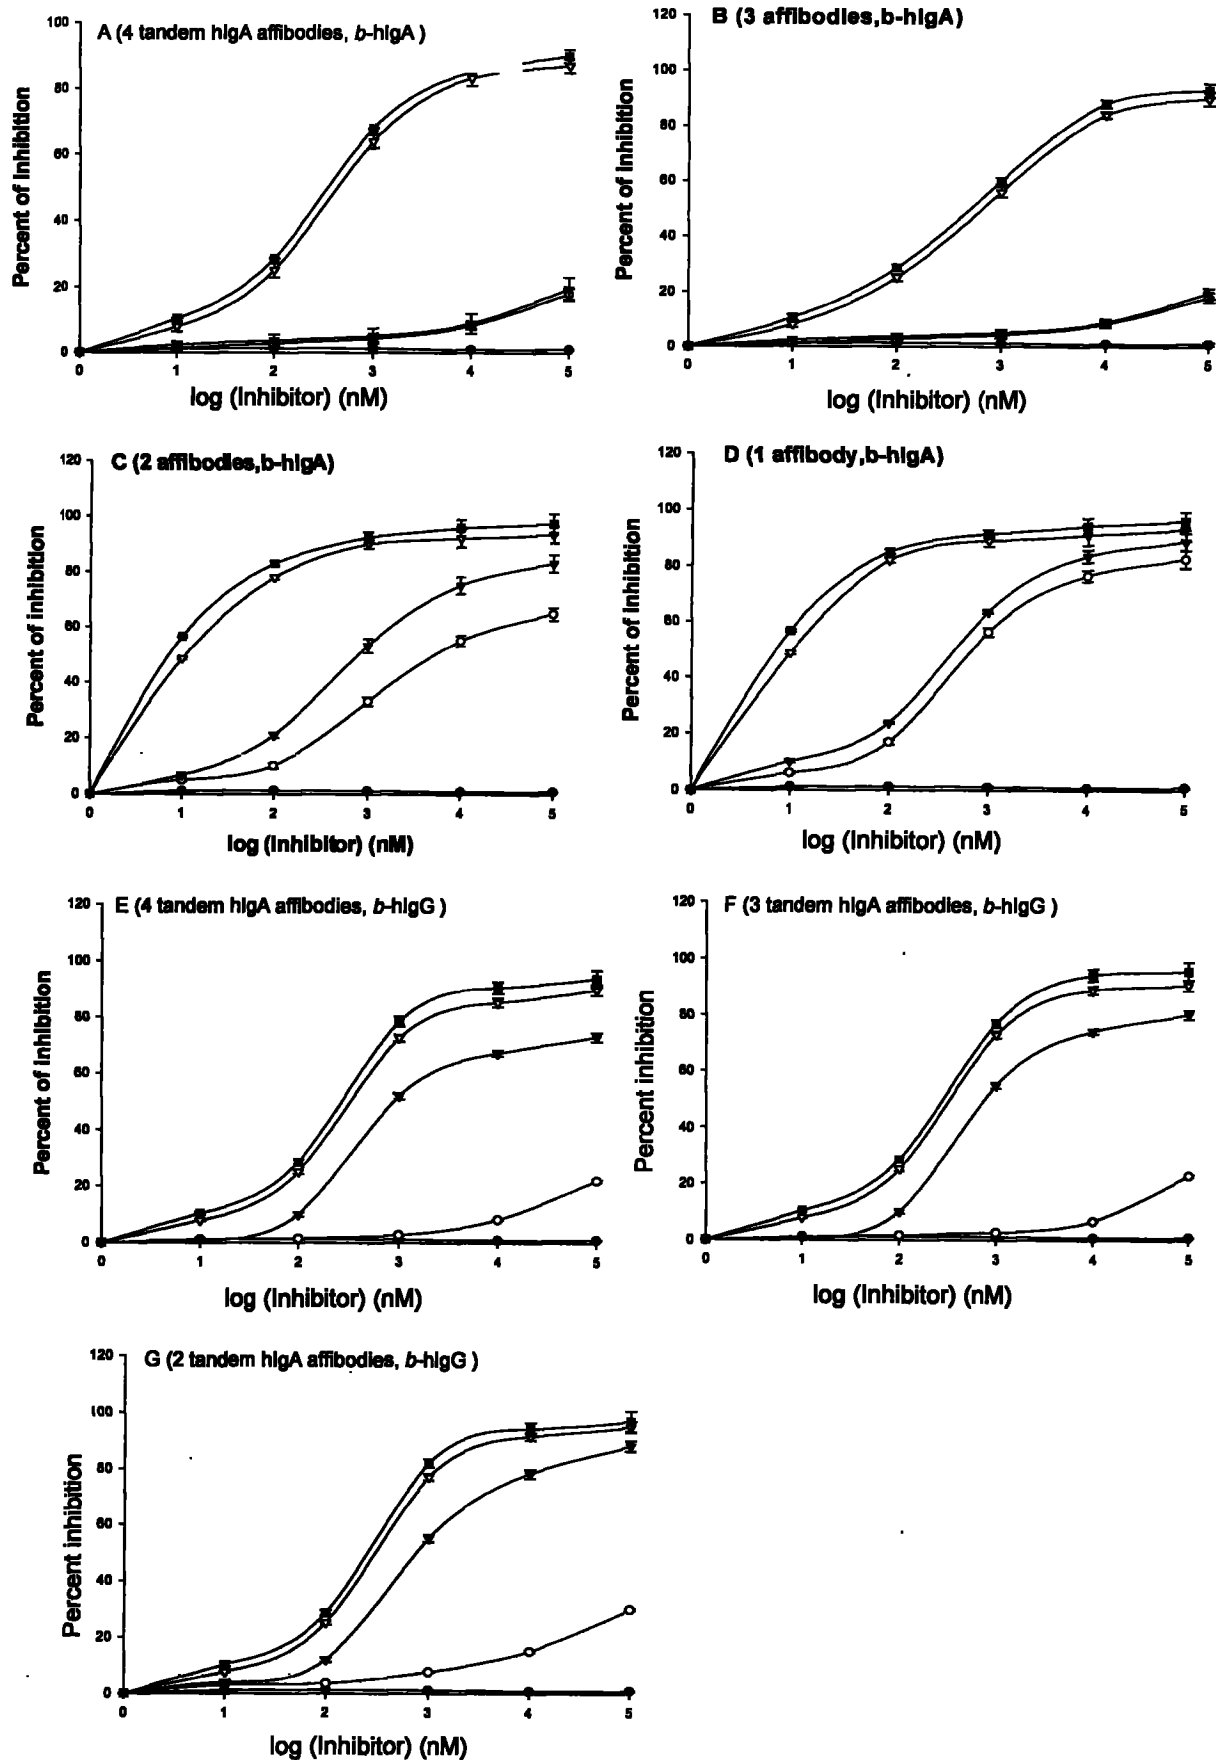 A (4 tandem hIgA affibodies, b-hIgA )
Percent of inhibition
100
80
60
40
20
0
0 1 2 3 4 5
log (Inhibitor) (nM)
B (3 affibodies,b-hIgA)
Percent of inhibition
120
100
80
60
40
20
0
0 1 2 3 4 5
log (Inhibitor) (nM)
C (2 affibodies,b-hIgA)
Percent of inhibition
120
100
80
60
40
20
0
0 1 2 3 4 5
log (Inhibitor) (nM)
D (1 affibody,b-hIgA)
Percent of inhibition
120
100
80
60
40
20
0
0 1 2 3 4 5
log (Inhibitor) (nM)
E (4 tandem hIgA affibodies, b-hIgG )
Percent of inhibition
120
100
80
60
40
20
0
0 1 2 3 4 5
log (Inhibitor) (nM)
F (3 tandem hIgA affibodies, b-hIgG )
Percent inhibition
120
100
80
60
40
20
0
0 1 2 3 4 5
log (Inhibitor) (nM)
G (2 tandem hIgA affibodies, b-hIgG )
Percent inhibition
120
100
80
60
40
20
0
0 1 2 3 4 5
log (Inhibitor) (nM)